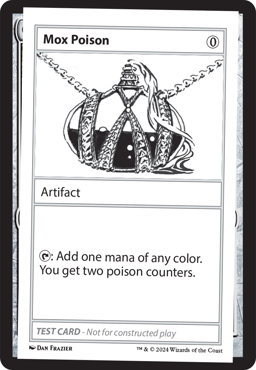 Mox Poison 0
Artifact
: Add one mana of any color.
You get two poison counters.
TEST CARD - Not for constructed play
DAN FRAZIER ™ & © 2024 Wizards of the Coast